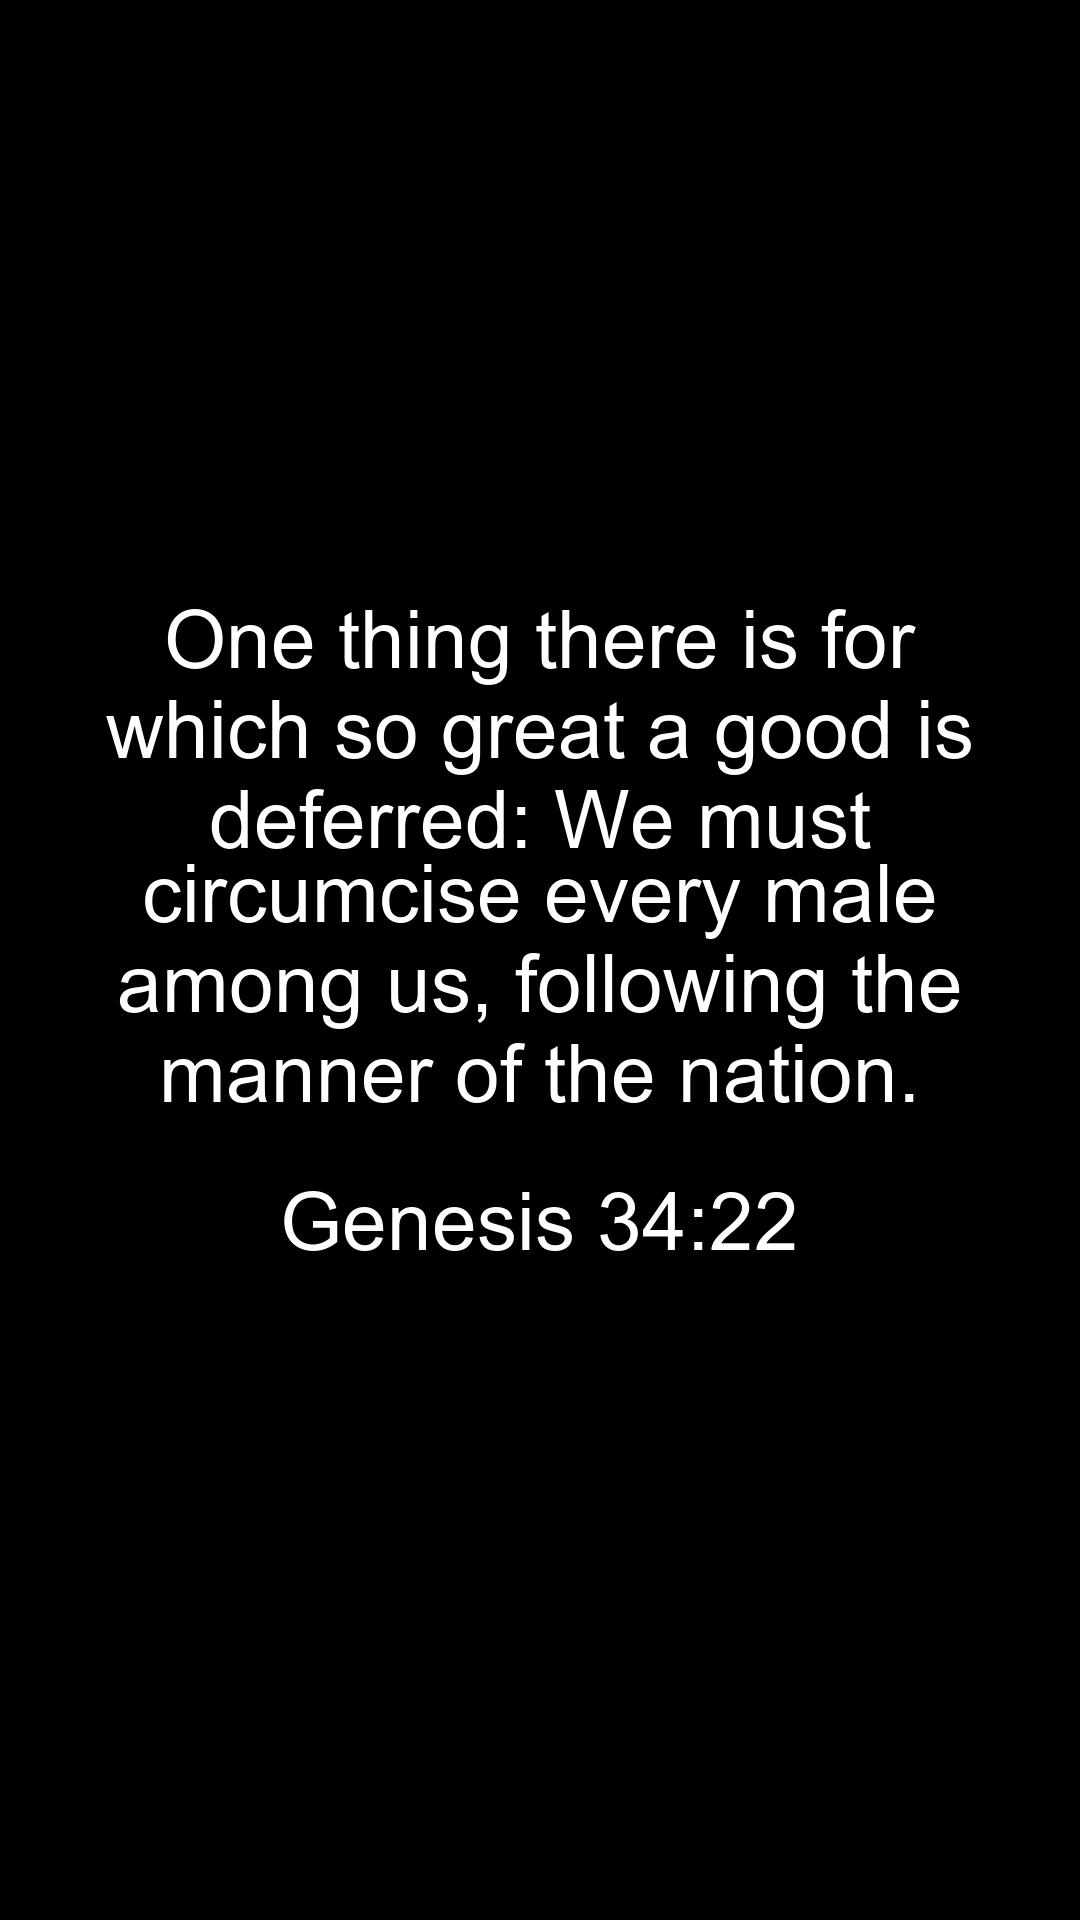 One thing there is for
which so great a good is
deferred: We must
circumcise every male
among us, following the
manner of the nation.
Genesis 34:22